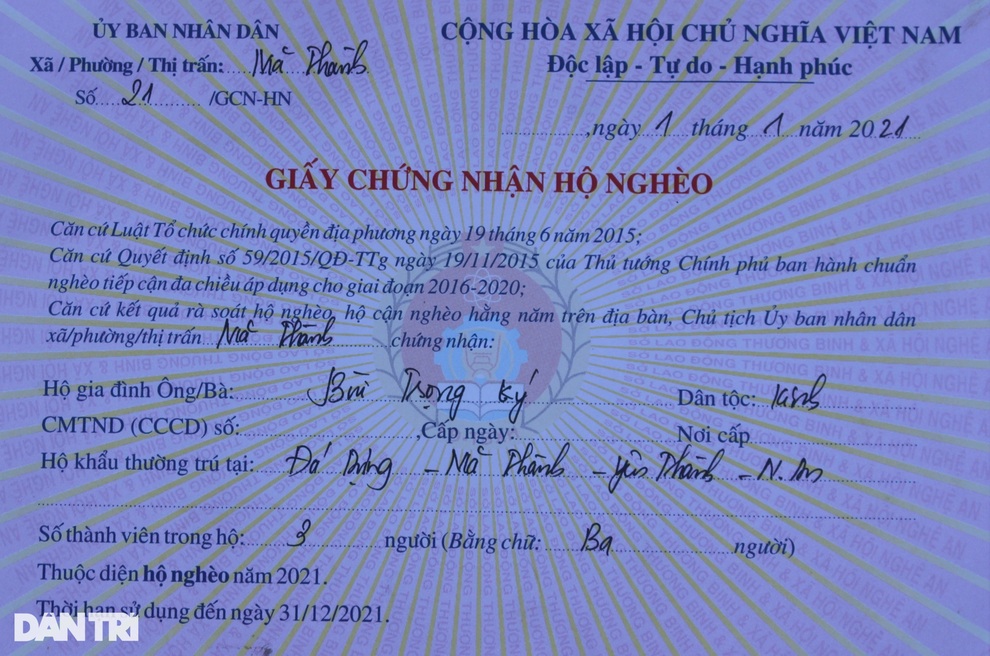 ỦY BAN NHÂN DÂN
Xã / Phường / Thị trấn: Mã Thành
Số 21 /GCN-HN
CỘNG HÒA XÃ HỘI CHỦ NGHĨA VIỆT NAM
Độc lập - Tự do - Hạnh phúc
,ngày 1 tháng 1 năm 2021
GIẤY CHỨNG NHẬN HỘ NGHÈO
Căn cứ Luật Tổ chức chính quyền địa phương ngày 19 tháng 6 năm 2015;
Căn cứ Quyết định số 59/2015/QĐ-TTg ngày 19/11/2015 của Thủ tướng Chính phủ ban hành chuẩn
nghèo tiếp cận đa chiều áp dụng cho giai đoạn 2016-2020;
Căn cứ kết quả rà soát hộ nghèo, hộ cận nghèo hằng năm trên địa bàn, Chủ tịch Ủy ban nhân dân
xã/phường/thị trấn Mã Thành chứng nhận:
Hộ gia đình Ông/Bà: Bùi Trọng Ký Dân tộc: Kinh
CMTND (CCCD) số: ,Cấp ngày: Nơi cấp
Hộ khẩu thường trú tại: Đá Dựng - Mã Thành - Yên Thành - N. An
Số thành viên trong hộ: 3 người (Bằng chữ: Ba người)
Thuộc diện hộ nghèo năm 2021.
Thời hạn sử dụng đến ngày 31/12/2021.
DÂN TRÍ